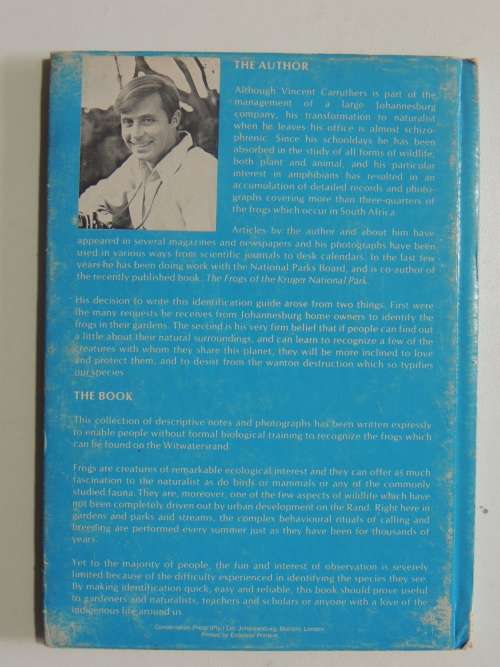 THE AUTHOR
Although Vincent Carruthers is part of the
management of a large Johannesburg
company, his transformation to naturalist
when he leaves his office is almost schizo-
phrenic. Since his schooldays he has been
absorbed in the study of all forms of wildlife,
both plant and animal, and his particular
interest in amphibians has resulted in an
accumulation of detailed records and photo-
graphs covering more than three-quarters of
the frogs which occur in South Africa.
Articles by the author and about him have
appeared in several magazines and newspapers and his photographs have been
used in various ways from scientific journals to desk calendars. In the last few
years he has been doing work with the National Parks Board, and is co-author of
the recently published book, The Frogs of the Kruger National Park.
His decision to write this identification guide arose from two things. First were
the many requests he receives from Johannesburg home owners to identify the
frogs in their gardens. The second is his very firm belief that if people can find out
a little about their natural surroundings, and can learn to recognize a few of the
creatures with whom they share this planet, they will be more inclined to love
and protect them, and to desist from the wanton destruction which so typifies
our species.
THE BOOK
This collection of descriptive notes and photographs has been written expressly
to enable people without formal biological training to recognize the frogs which
can be found on the Witwatersrand.
Frogs are creatures of remarkable ecological interest and they can offer as much
fascination to the naturalist as do birds or mammals or any of the commonly
studied fauna. They are, moreover, one of the few aspects of wildlife which have
not been completely driven out by urban development on the Rand. Right here in
gardens and parks and streams, the complex behavioural rituals of calling and
breeding are performed every summer just as they have been for thousands of
years.
Yet to the majority of people, the fun and interest of observation is severely
limited because of the difficulty experienced in identifying the species they see.
By making identification quick, easy and reliable, this book should prove useful
to gardeners and naturalists, teachers and scholars or anyone with a love of the
indigenous life around us.
Conservation Press (Pty.) Ltd. Johannesburg,
Printed by